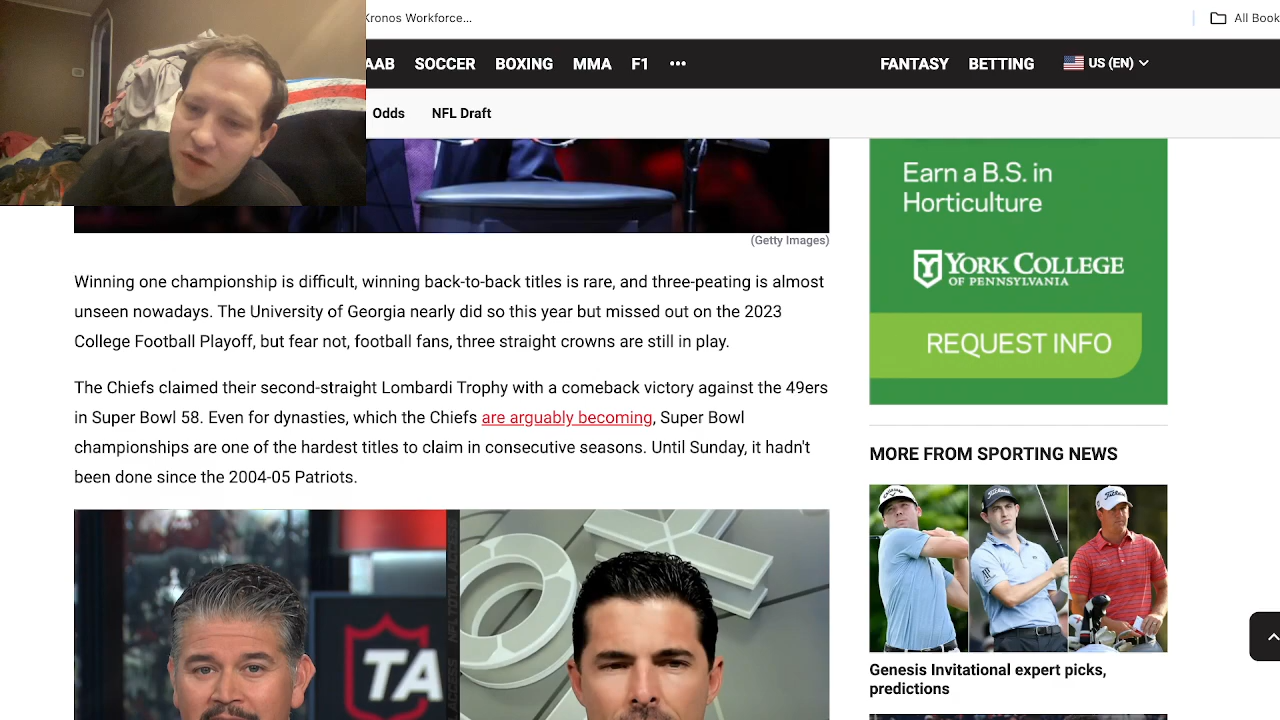 Kronos Workforce...
All Book
AAB SOCCER BOXING MMA F1 ••• FANTASY BETTING US (EN)
Odds NFL Draft
Earn a B.S. in
Horticulture
YORK COLLEGE
OF PENNSYLVANIA
REQUEST INFO
(Getty Images)
Winning one championship is difficult, winning back-to-back titles is rare, and three-peating is almost
unseen nowadays. The University of Georgia nearly did so this year but missed out on the 2023
College Football Playoff, but fear not, football fans, three straight crowns are still in play.
The Chiefs claimed their second-straight Lombardi Trophy with a comeback victory against the 49ers
in Super Bowl 58. Even for dynasties, which the Chiefs are arguably becoming, Super Bowl
championships are one of the hardest titles to claim in consecutive seasons. Until Sunday, it hadn't
been done since the 2004-05 Patriots.
TA
MORE FROM SPORTING NEWS
Genesis Invitational expert picks,
predictions